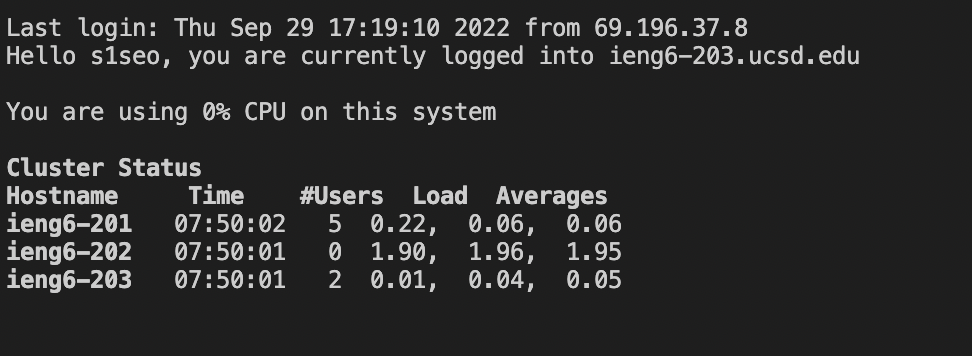 Last login: Thu Sep 29 17:19:10 2022 from 69.196.37.8
Hello s1seo, you are currently logged into ieng6-203.ucsd.edu
You are using 0% CPU on this system
Cluster Status
Hostname     Time    #Users  Load  Averages
ieng6-201   07:50:02   5  0.22,  0.06,  0.06
ieng6-202   07:50:01   0  1.90,  1.96,  1.95
ieng6-203   07:50:01   2  0.01,  0.04,  0.05